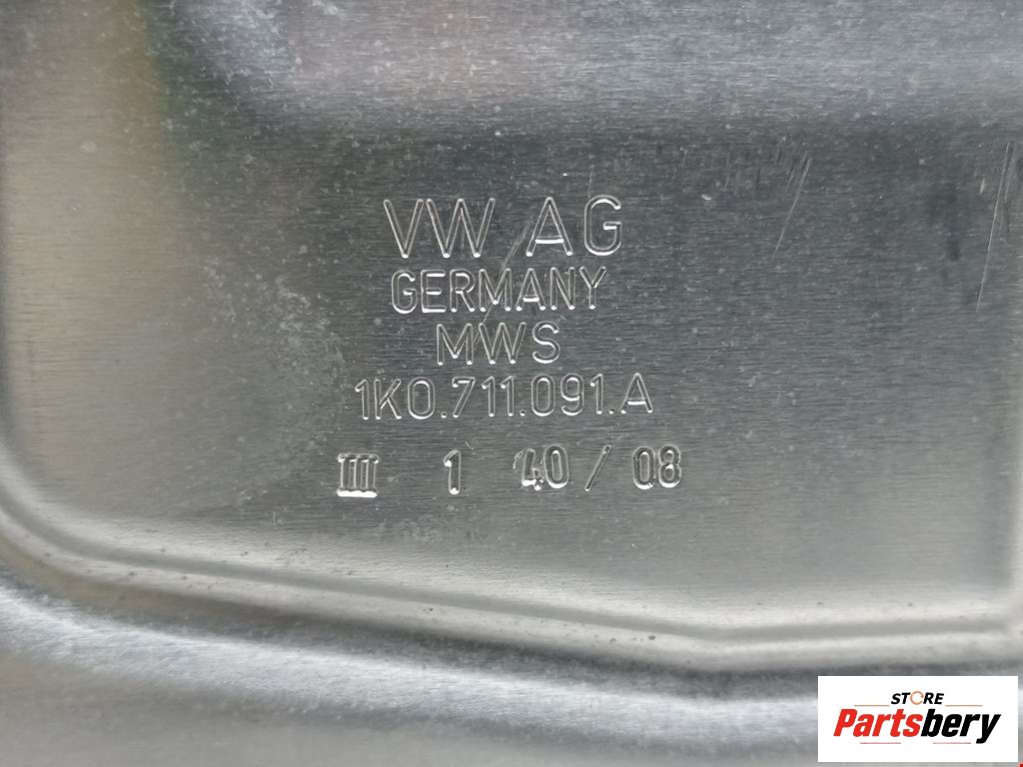 VW AG
GERMANY
MWS
1K0.711.091.A
III 1 40/08
STORE
Partsbery